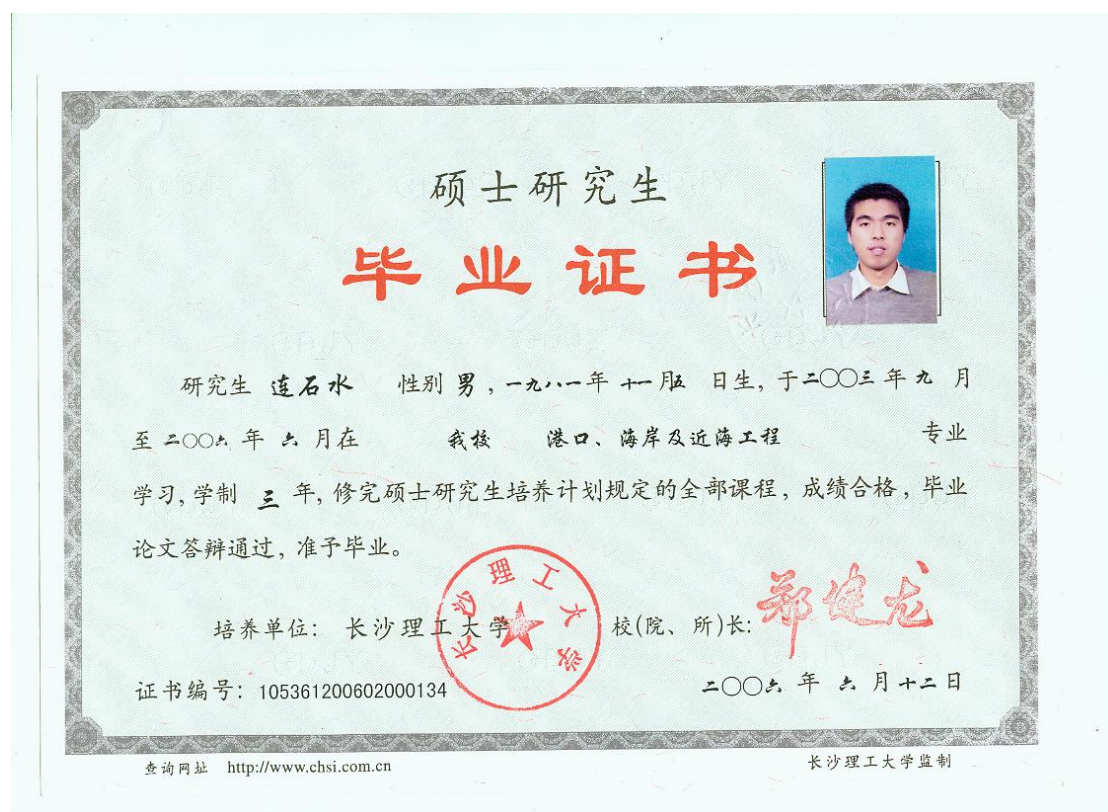 硕士研究生
毕业证书
研究生 连石水 性别 男，一九八一年 十一月五 日生，于二〇〇三年九 月
至二〇〇六年 六 月在 我校 港口、海岸及近海工程 专业
学习，学制 三 年，修完硕士研究生培养计划规定的全部课程，成绩合格，毕业
论文答辩通过，准予毕业。
培养单位：长沙理工大学 校(院、所)长：郑健龙
长沙理工大学
证书编号：105361200602000134 二〇〇六年 六 月十二日
查询网址 http://www.chsi.com.cn 长沙理工大学监制